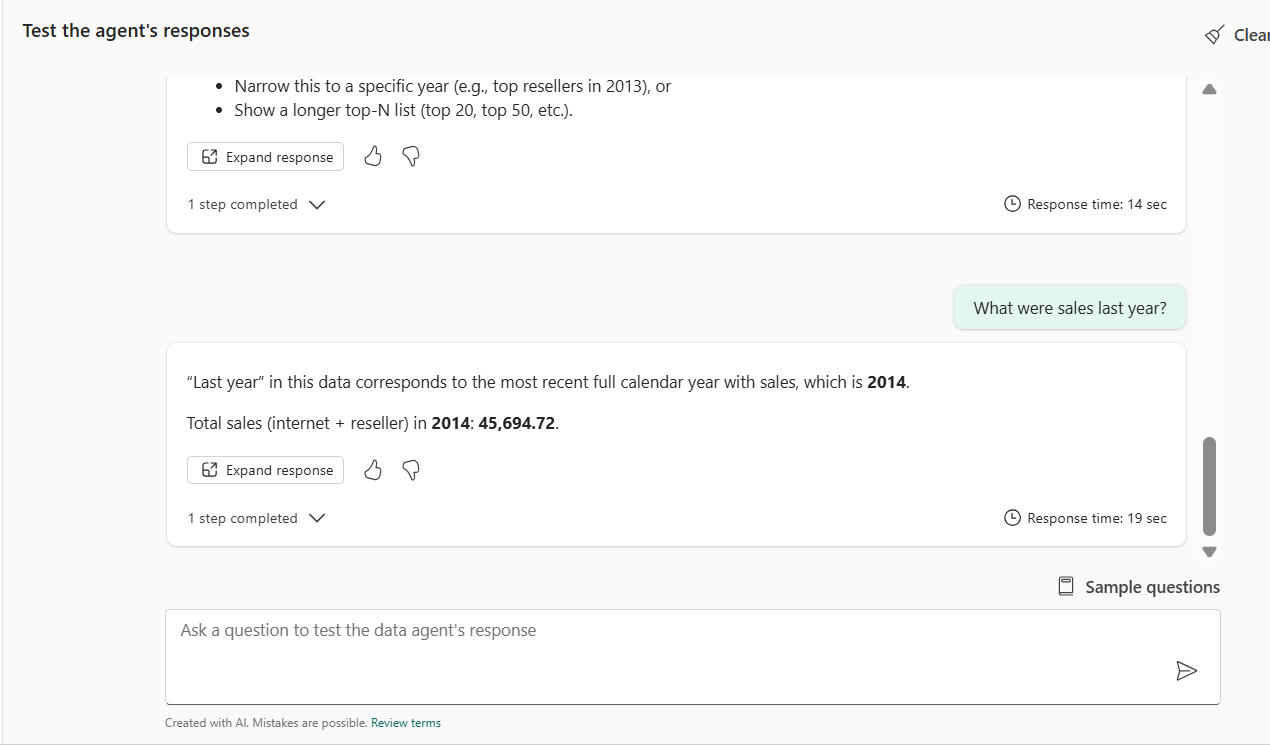 Test the agent's responses
Clear
Narrow this to a specific year (e.g., top resellers in 2013), or
Show a longer top-N list (top 20, top 50, etc.).
Expand response
1 step completed
Response time: 14 sec
What were sales last year?
“Last year” in this data corresponds to the most recent full calendar year with sales, which is 2014.
Total sales (internet + reseller) in 2014: 45,694.72.
Expand response
1 step completed
Response time: 19 sec
Sample questions
Ask a question to test the data agent's response
Created with AI. Mistakes are possible. Review terms